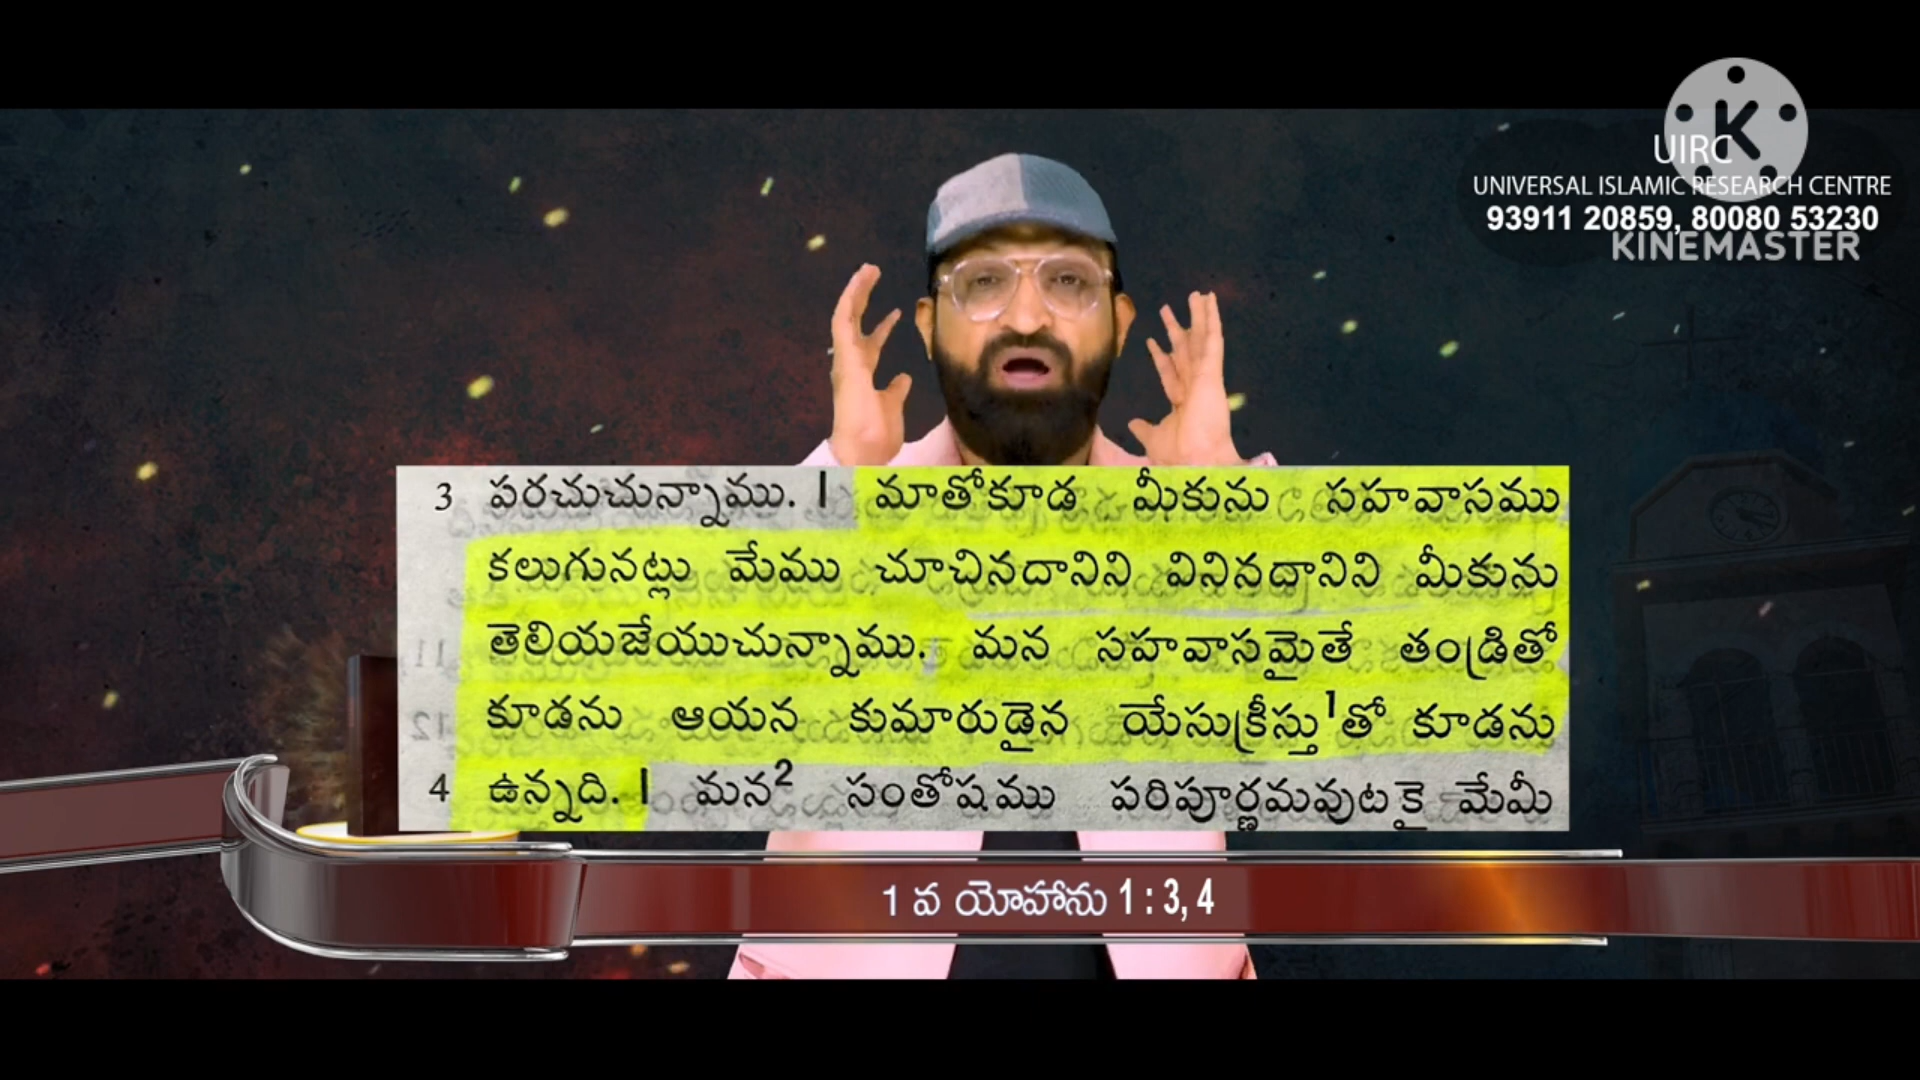 UIRC
UNIVERSAL ISLAMIC RESEARCH CENTRE
93911 20859, 80080 53230
KINEMASTER
3 పరచుచున్నాము. | మాతోకూడ మీకును సహవాసము
కలుగునట్లు మేము చూచినదానిని వినినదానిని మీకును
తెలియజేయుచున్నాము. మన సహవాసమైతే తండ్రితో
కూడను ఆయన కుమారుడైన యేసుక్రీస్తు1తో కూడను
4 ఉన్నది. | మన2 సంతోషము పరిపూర్ణమవుటకై మేమీ
1 వ యోహాను 1 : 3, 4